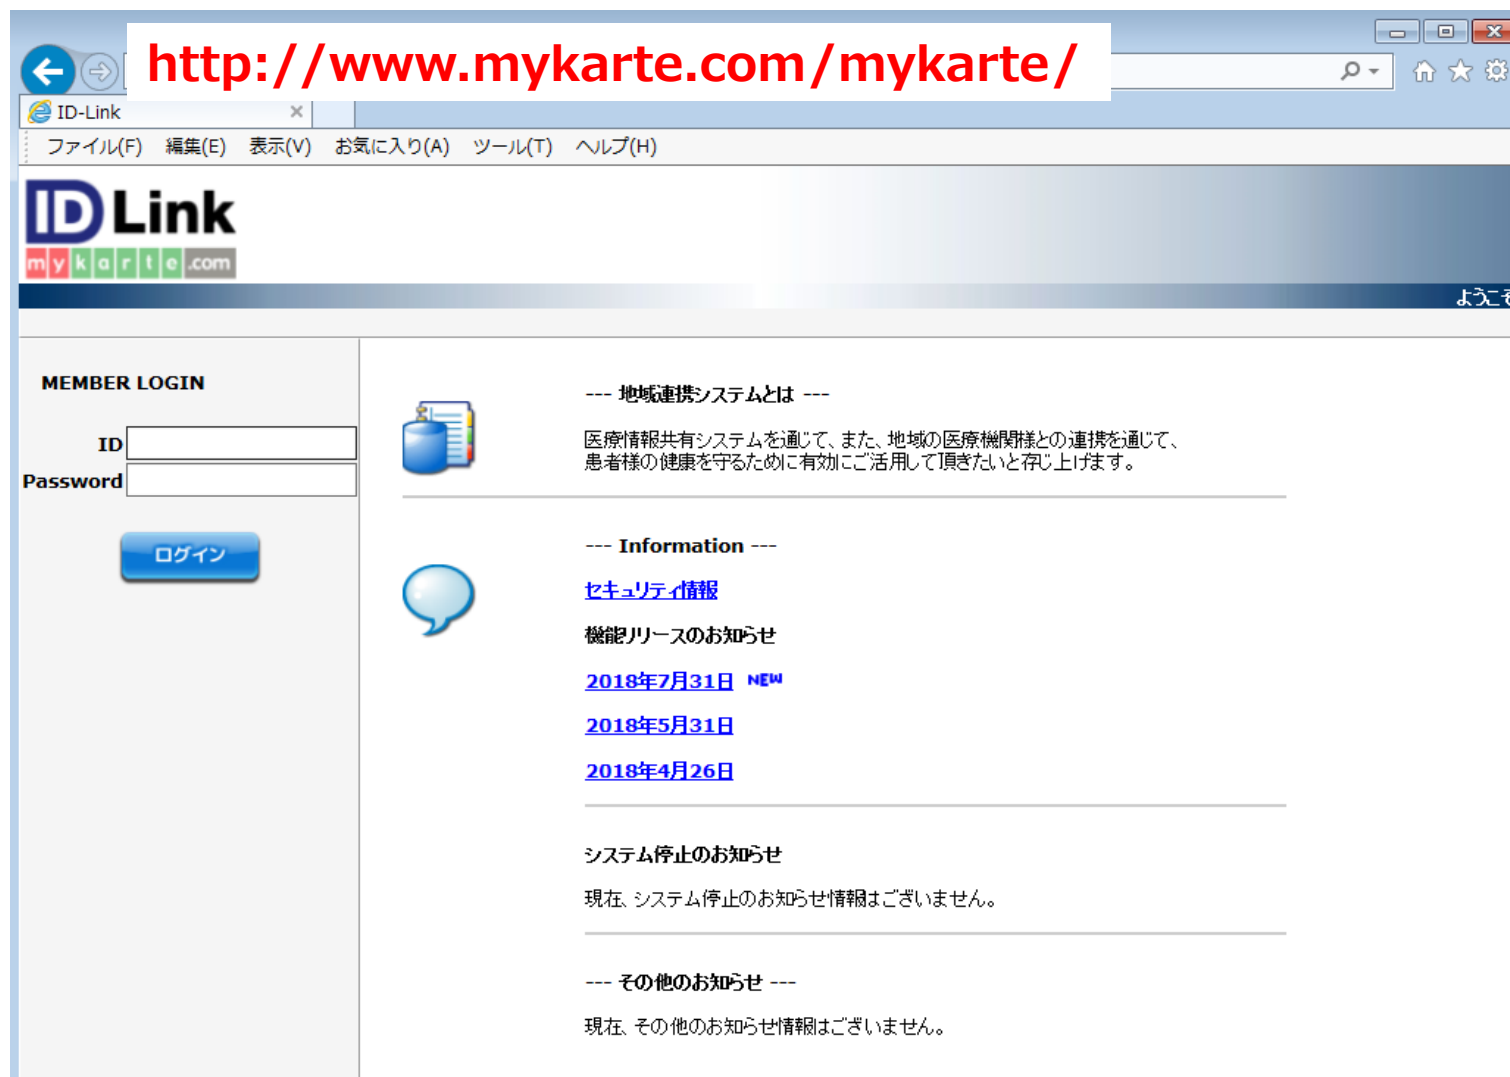 http://www.mykarte.com/mykarte/
ID-Link
ファイル(F) 編集(E) 表示(V) お気に入り(A) ツール(T) ヘルプ(H)
ID Link
mykarte.com
ようこそ
MEMBER LOGIN
ID
Password
ログイン
--- 地域連携システムとは ---
医療情報共有システムを通じて、また、地域の医療機関様との連携を通じて、
患者様の健康を守るために有効にご活用して頂きたいと存じ上げます。
--- Information ---
セキュリティ情報
機能リリースのお知らせ
2018年7月31日 NEW
2018年5月31日
2018年4月26日
システム停止のお知らせ
現在、システム停止のお知らせ情報はございません。
--- その他のお知らせ ---
現在、その他のお知らせ情報はございません。